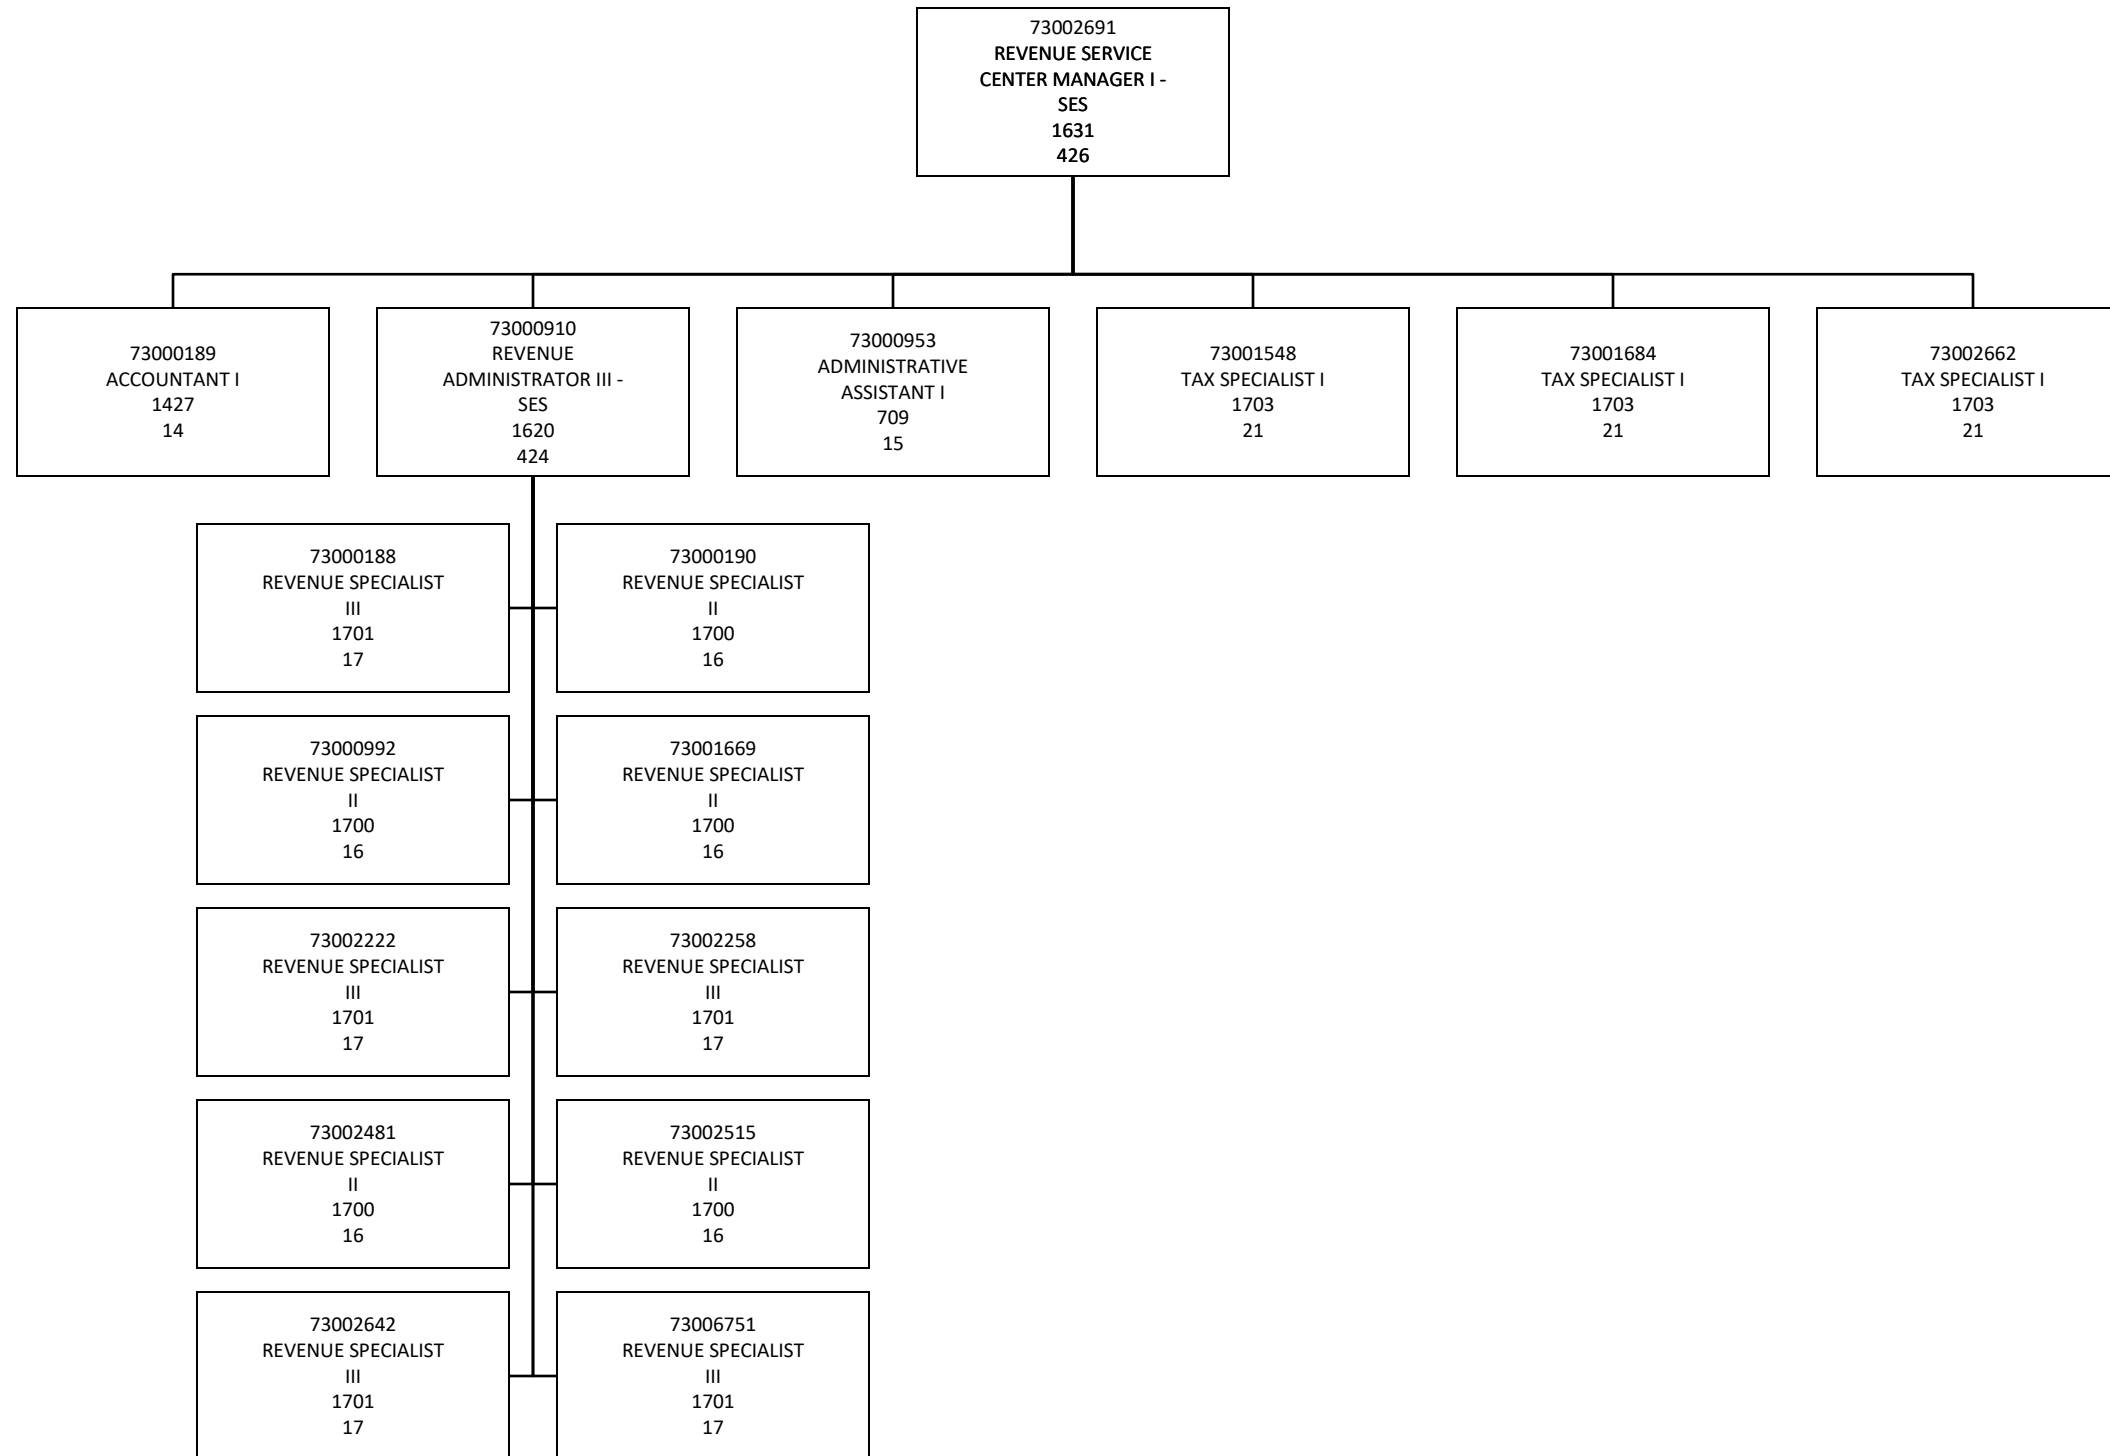 73002691
REVENUE SERVICE
CENTER MANAGER I -
SES
1631
426
73000189
ACCOUNTANT I
1427
14
73000910
REVENUE
ADMINISTRATOR III -
SES
1620
424
73000953
ADMINISTRATIVE
ASSISTANT I
709
15
73001548
TAX SPECIALIST I
1703
21
73001684
TAX SPECIALIST I
1703
21
73002662
TAX SPECIALIST I
1703
21
73000188
REVENUE SPECIALIST
III
1701
17
73000190
REVENUE SPECIALIST
II
1700
16
73000992
REVENUE SPECIALIST
II
1700
16
73001669
REVENUE SPECIALIST
II
1700
16
73002222
REVENUE SPECIALIST
III
1701
17
73002258
REVENUE SPECIALIST
III
1701
17
73002481
REVENUE SPECIALIST
II
1700
16
73002515
REVENUE SPECIALIST
II
1700
16
73002642
REVENUE SPECIALIST
III
1701
17
73006751
REVENUE SPECIALIST
III
1701
17